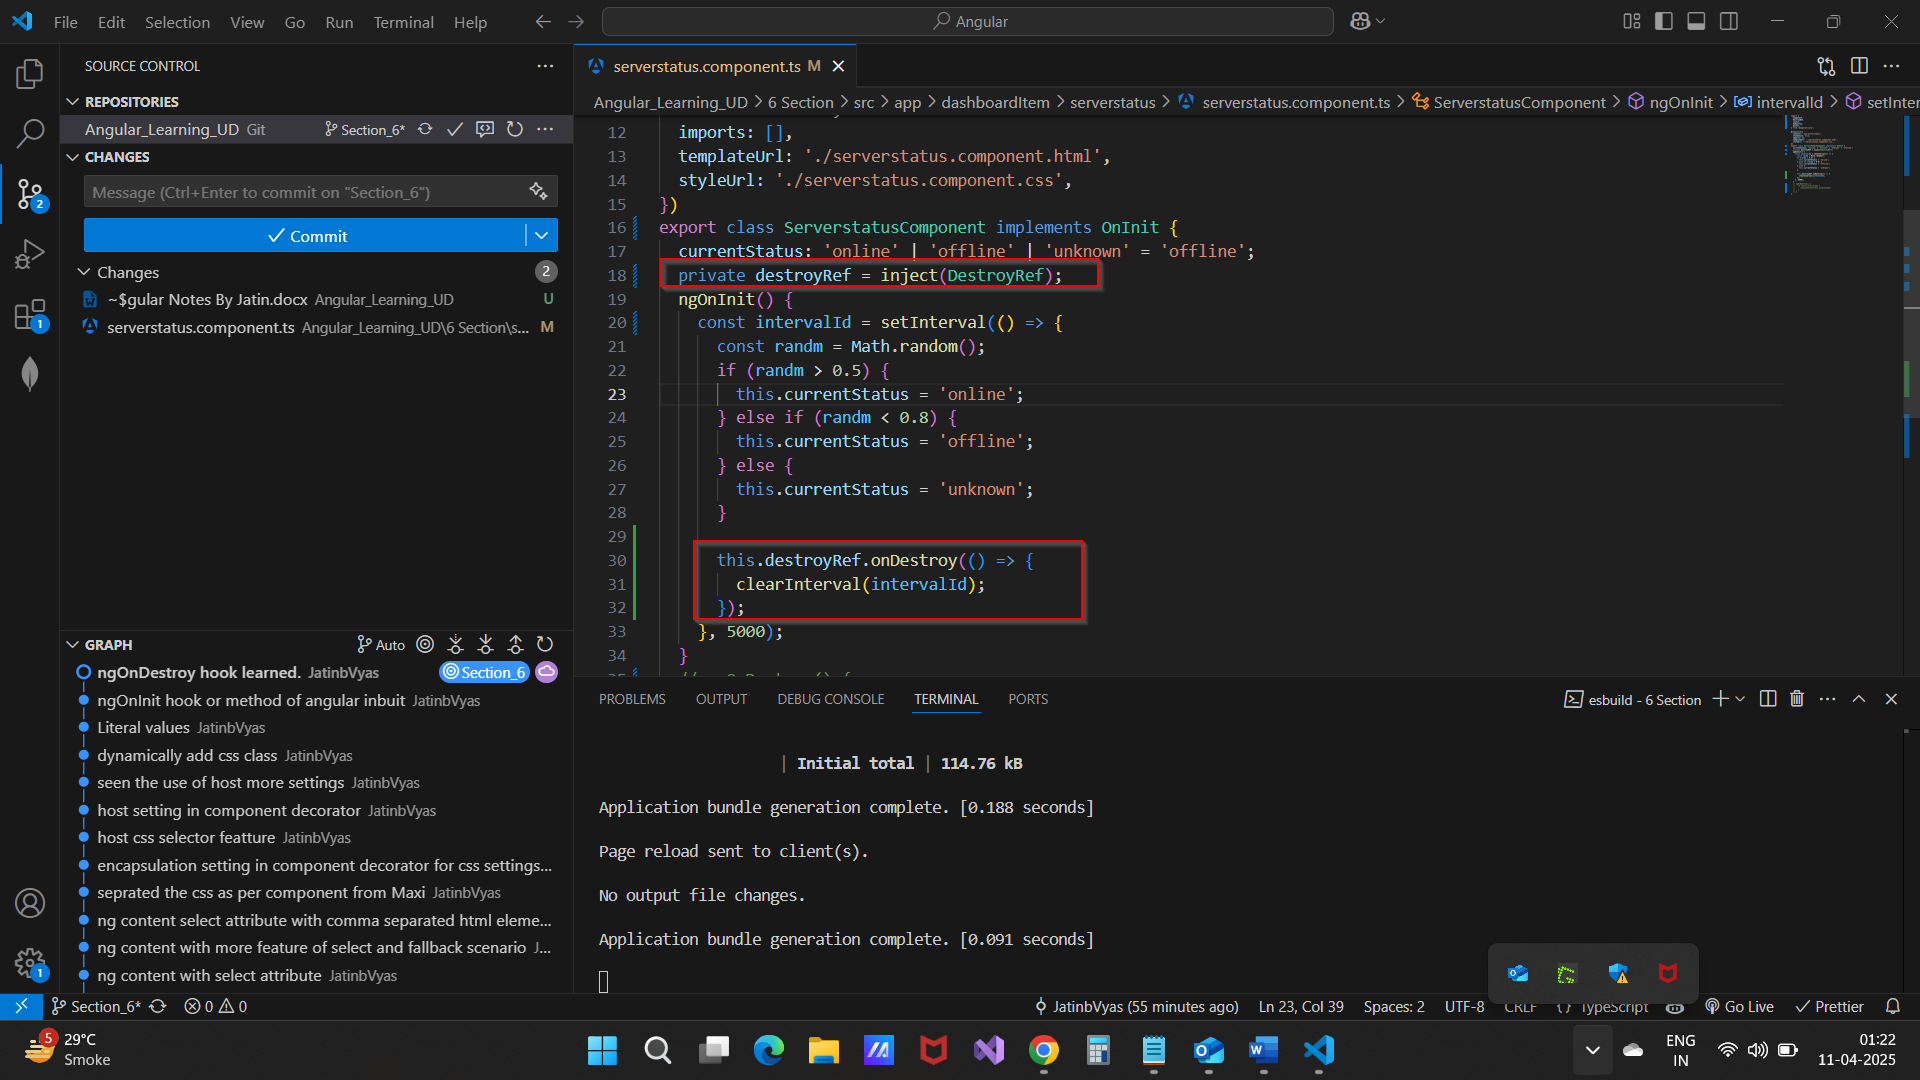 File Edit Selection View Go Run Terminal Help
Angular
SOURCE CONTROL
REPOSITORIES
Angular_Learning_UD Git Section_6*
CHANGES
Message (Ctrl+Enter to commit on "Section_6")
Commit
Changes 2
~$gular Notes By Jatin.docx Angular_Learning_UD U
serverstatus.component.ts Angular_Learning_UD\6 Section\s... M
2
1
1
GRAPH Auto
ngOnDestroy hook learned. JatinbVyas Section_6
ngOnInit hook or method of angular inbuit JatinbVyas
Literal values JatinbVyas
dynamically add css class JatinbVyas
seen the use of host more settings JatinbVyas
host setting in component decorator JatinbVyas
host css selector featture JatinbVyas
encapsulation setting in component decorator for css settings...
seprated the css as per component from Maxi JatinbVyas
ng content select attribute with comma separated html eleme...
ng content with more feature of select and fallback scenario J...
ng content with select attribute JatinbVyas
serverstatus.component.ts M
Angular_Learning_UD > 6 Section > src > app > dashboardItem > serverstatus > serverstatus.component.ts > ServerstatusComponent > ngOnInit > intervalId > setInter
12 imports: [],
13 templateUrl: './serverstatus.component.html',
14 styleUrl: './serverstatus.component.css',
15 })
16 export class ServerstatusComponent implements OnInit {
17 currentStatus: 'online' | 'offline' | 'unknown' = 'offline';
18 private destroyRef = inject(DestroyRef);
19 ngOnInit() {
20 const intervalId = setInterval(() => {
21 const randm = Math.random();
22 if (randm > 0.5) {
23 this.currentStatus = 'online';
24 } else if (randm < 0.8) {
25 this.currentStatus = 'offline';
26 } else {
27 this.currentStatus = 'unknown';
28 }
29
30 this.destroyRef.onDestroy(() => {
31 clearInterval(intervalId);
32 });
33 }, 5000);
34 }
PROBLEMS OUTPUT DEBUG CONSOLE TERMINAL PORTS
esbuild - 6 Section
| Initial total | 114.76 kB
Application bundle generation complete. [0.188 seconds]
Page reload sent to client(s).
No output file changes.
Application bundle generation complete. [0.091 seconds]
Section_6* 0 0 JatinbVyas (55 minutes ago) Ln 23, Col 39 Spaces: 2 UTF-8 CRLF {} TypeScript Go Live Prettier
5 29°C
Smoke
ENG
IN
01:22
11-04-2025